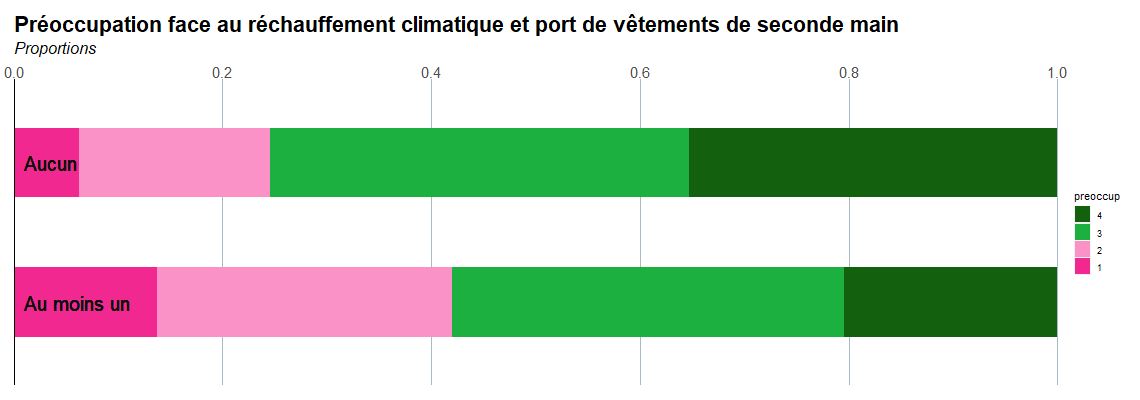 Préoccupation face au réchauffement climatique et port de vêtements de seconde main
Proportions
0.0 0.2 0.4 0.6 0.8 1.0
Aucun
Au moins un
preoccup
4
3
2
1